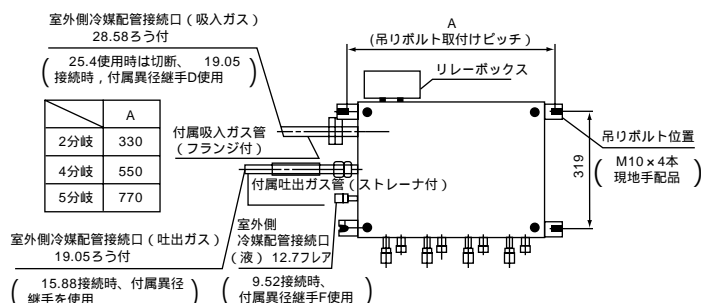 室外側冷媒配管接続口（吸入ガス）
28.58ろう付
25.4使用時は切断、 19.05
接続時，付属異径継手D使用
A
(吊りボルト取付けピッチ)
リレーボックス
A
2分岐 330
4分岐 550
5分岐 770
付属吸入ガス管
（フランジ付）
吊りボルト位置
M10×4本
現地手配品
319
付属吐出ガス管（ストレーナ付）
室外側冷媒配管接続口（吐出ガス）
19.05ろう付
15.88接続時、付属異径
継手を使用
室外側
冷媒配管接続口
（液）12.7フレア
9.52接続時、
付属異径継手F使用